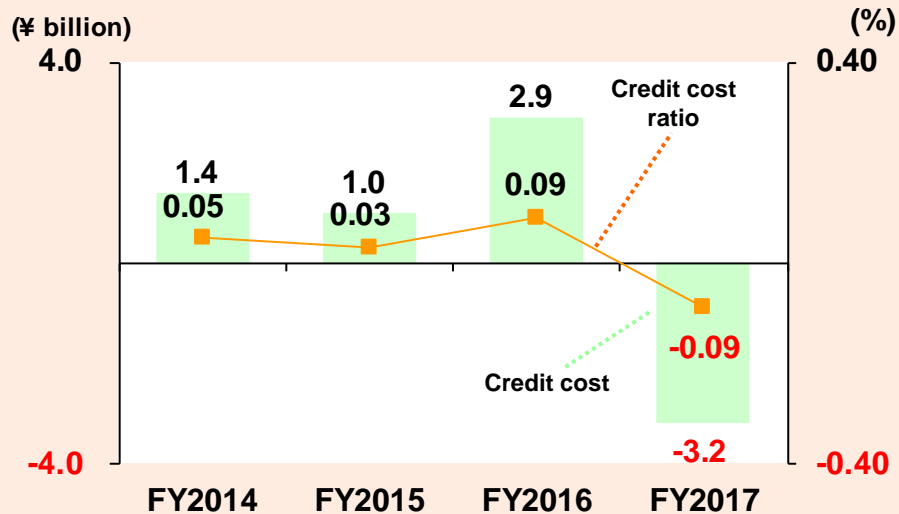 (¥ billion)
(%)
4.0
0.40
2.9
Credit cost
ratio
1.4
1.0
0.05
0.03
0.09
-0.09
Credit cost
-3.2
-4.0
-0.40
FY2014
FY2015
FY2016
FY2017